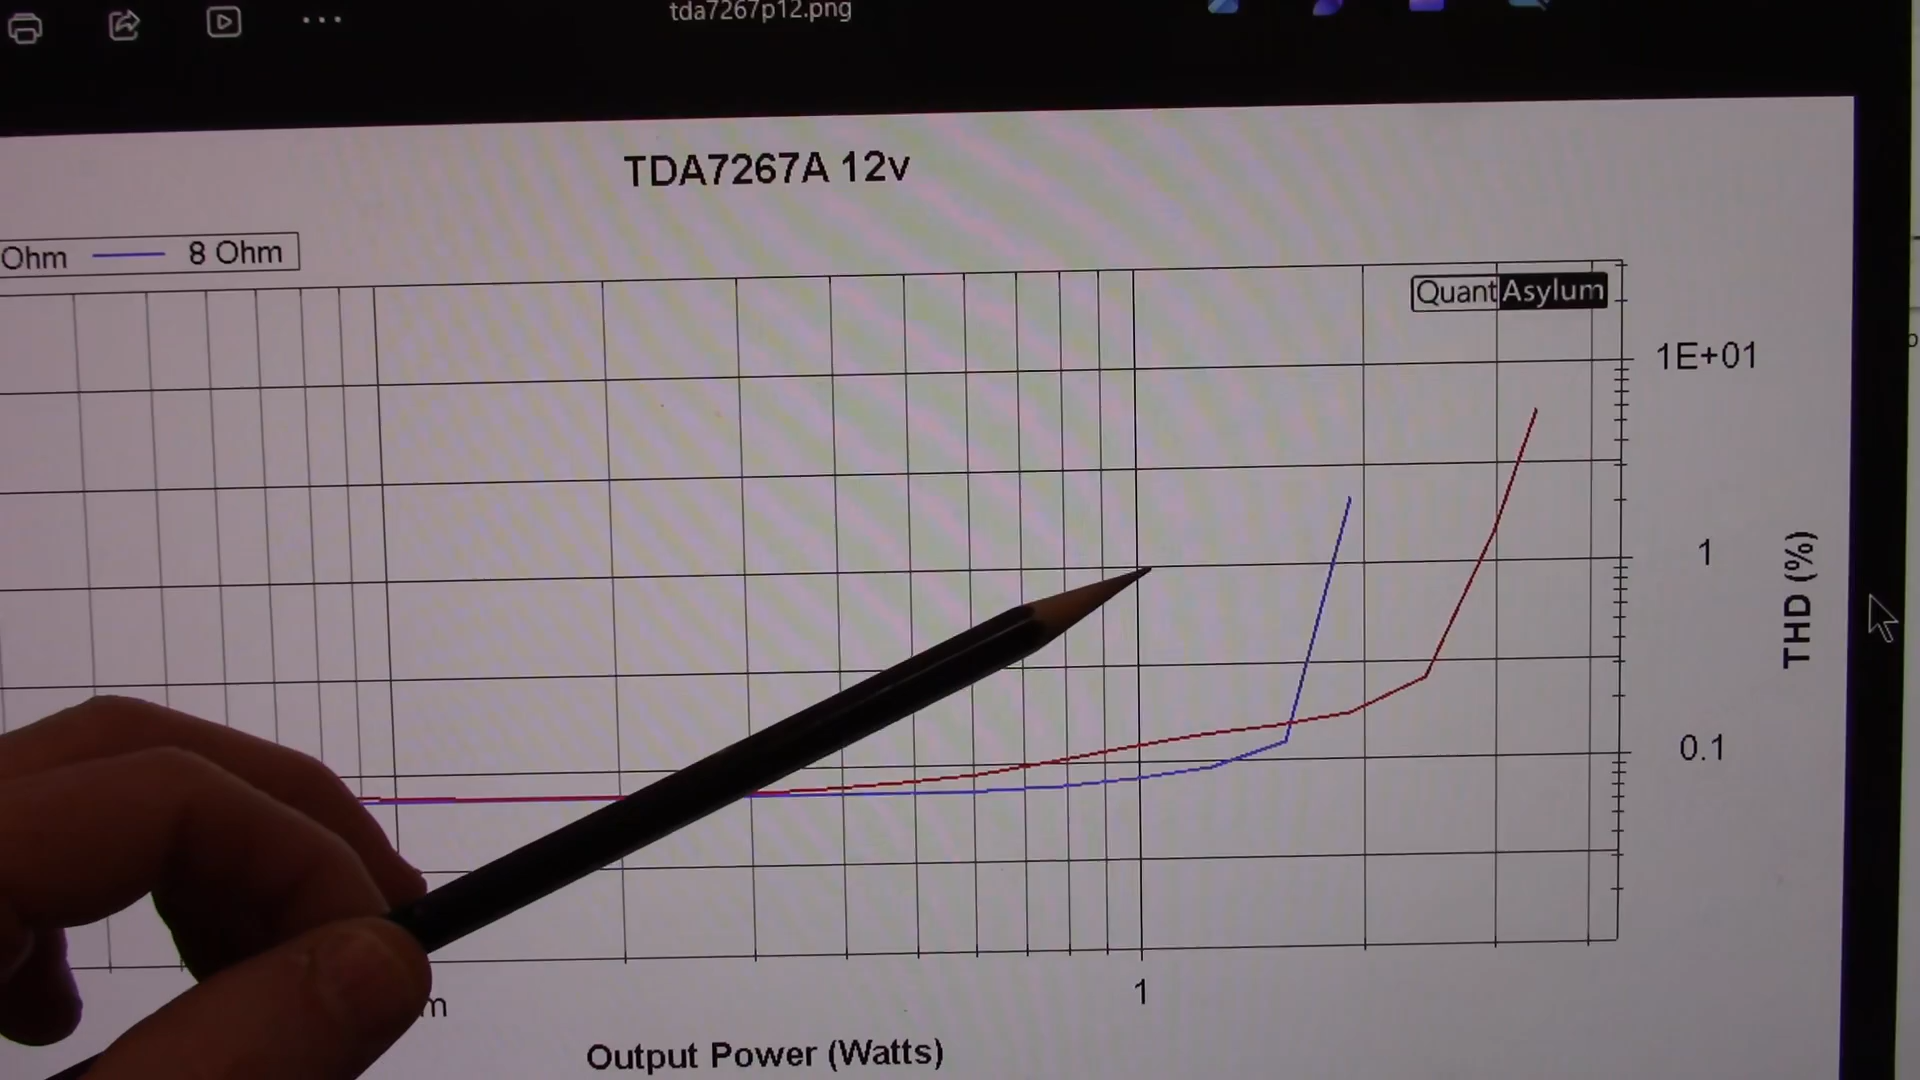 tda7267p12.png
TDA7267A 12v
Ohm 8 Ohm
QuantAsylum
1E+01
1
0.1
THD (%)
m
1
Output Power (Watts)